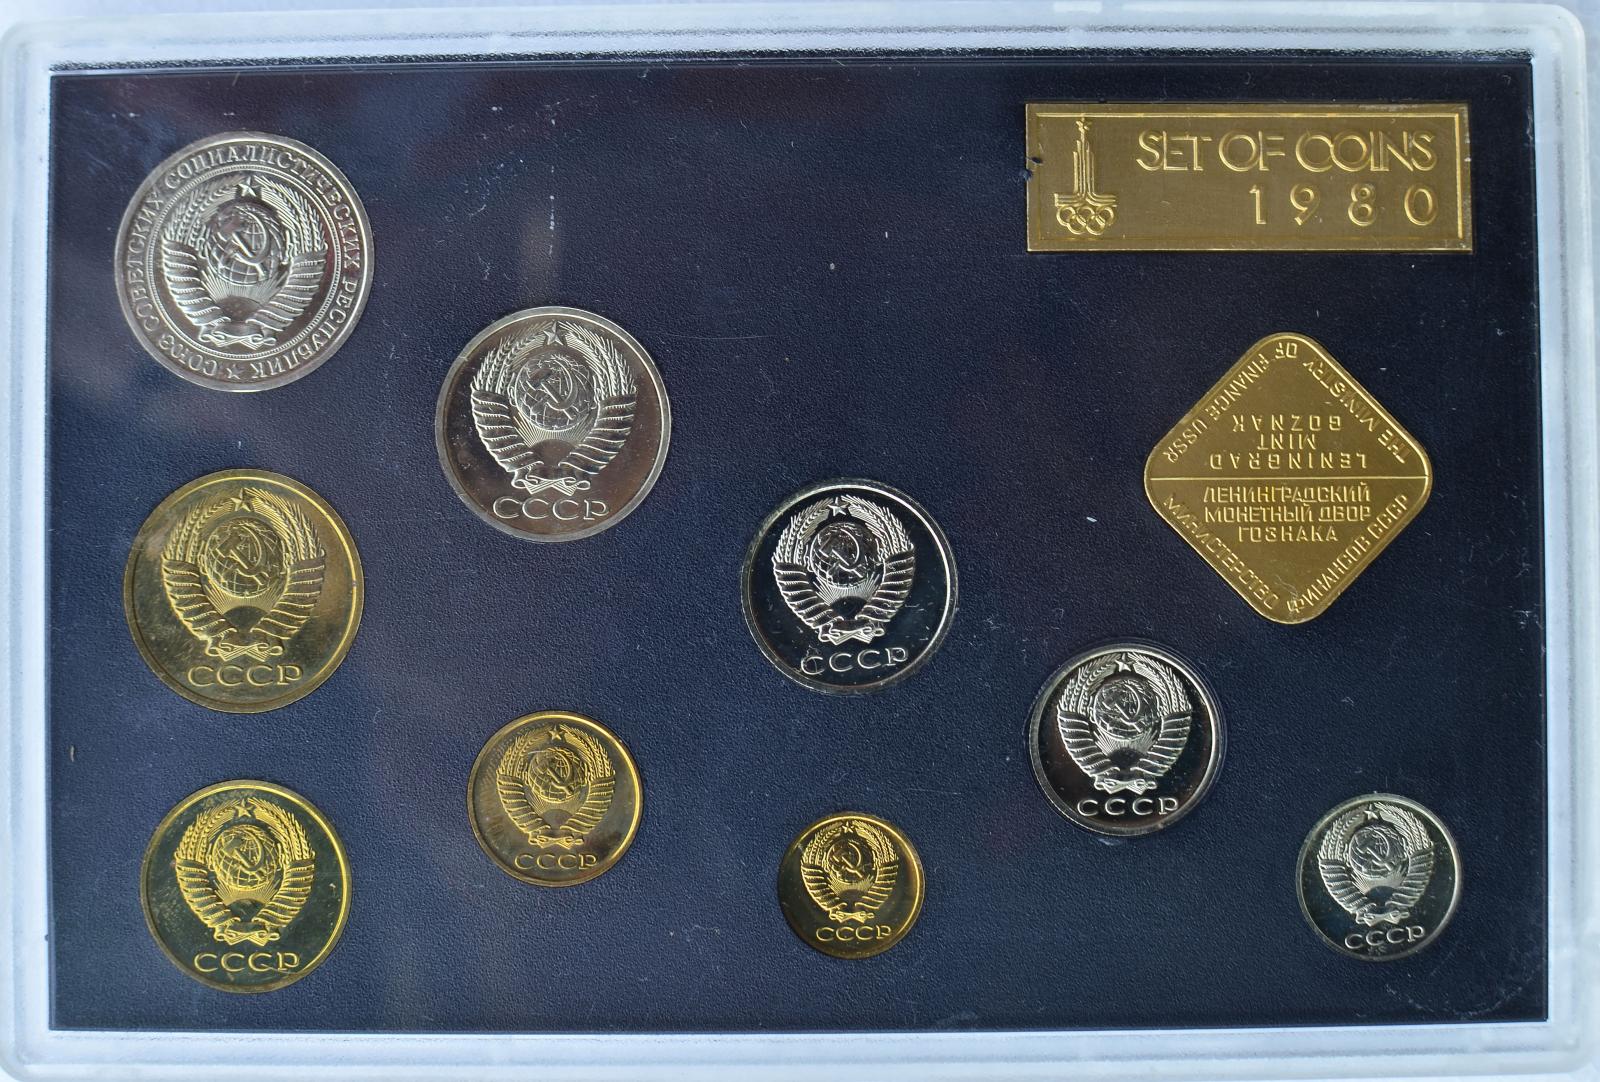 SET OF COINS
1980
СОЮЗ СОВЕТСКИХ СОЦИАЛИСТИЧЕСКИХ РЕСПУБЛИК
СССР
THE MINISTRY OF FINANCE USSR
LENINGRAD
MINT
GOZNAK
ЛЕНИНГРАДСКИЙ
МОНЕТНЫЙ ДВОР
ГОЗНАКА
МИНИСТЕРСТВО ФИНАНСОВ СССР
СССР
СССР
СССР
СССР
СССР
СССР
СССР